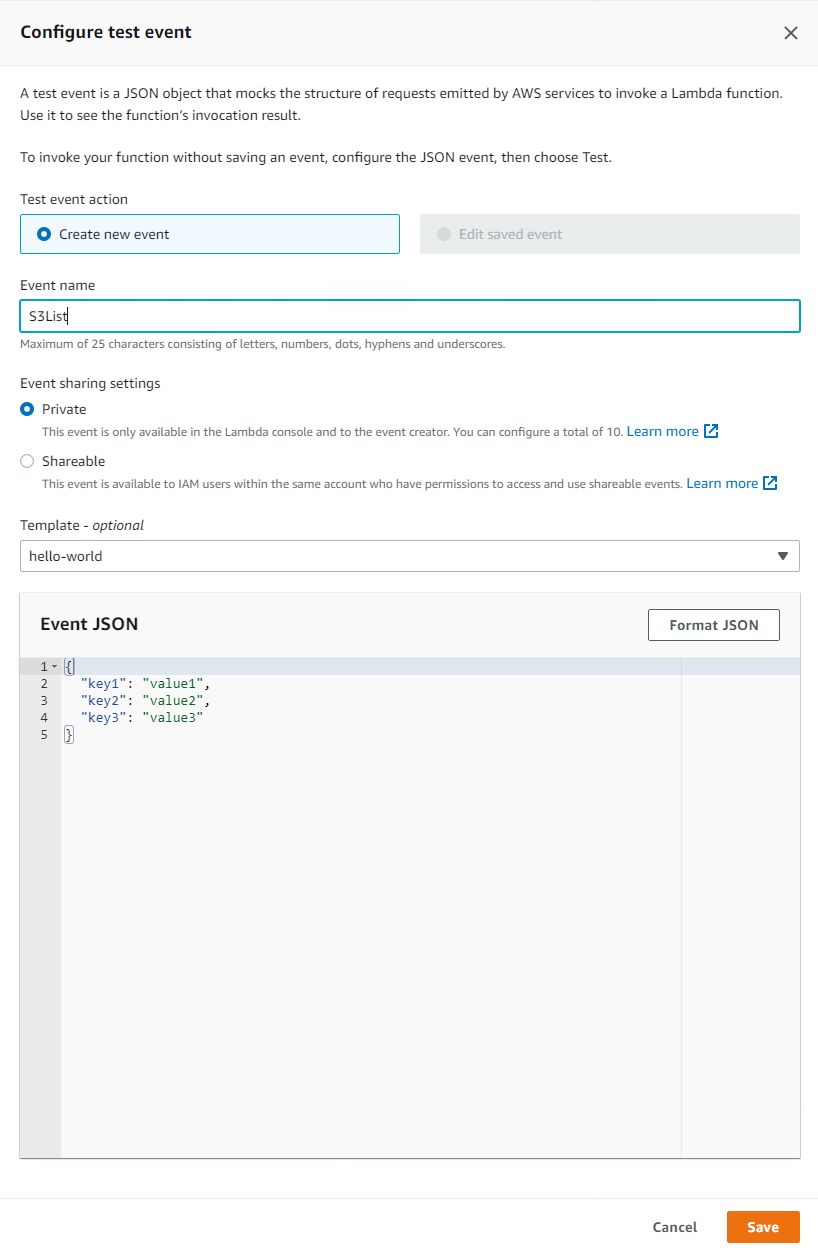 Configure test event
A test event is a JSON object that mocks the structure of requests emitted by AWS services to invoke a Lambda function.
Use it to see the function's invocation result.
To invoke your function without saving an event, configure the JSON event, then choose Test.
Test event action
Create new event
Edit saved event
Event name
S3List
Maximum of 25 characters consisting of letters, numbers, dots, hyphens and underscores.
Event sharing settings
Private
This event is only available in the Lambda console and to the event creator. You can configure a total of 10. Learn more
Shareable
This event is available to IAM users within the same account who have permissions to access and use shareable events. Learn more
Template - optional
hello-world
Event JSON
Format JSON
1 {
2 "key1": "value1",
3 "key2": "value2",
4 "key3": "value3"
5 }
Cancel
Save